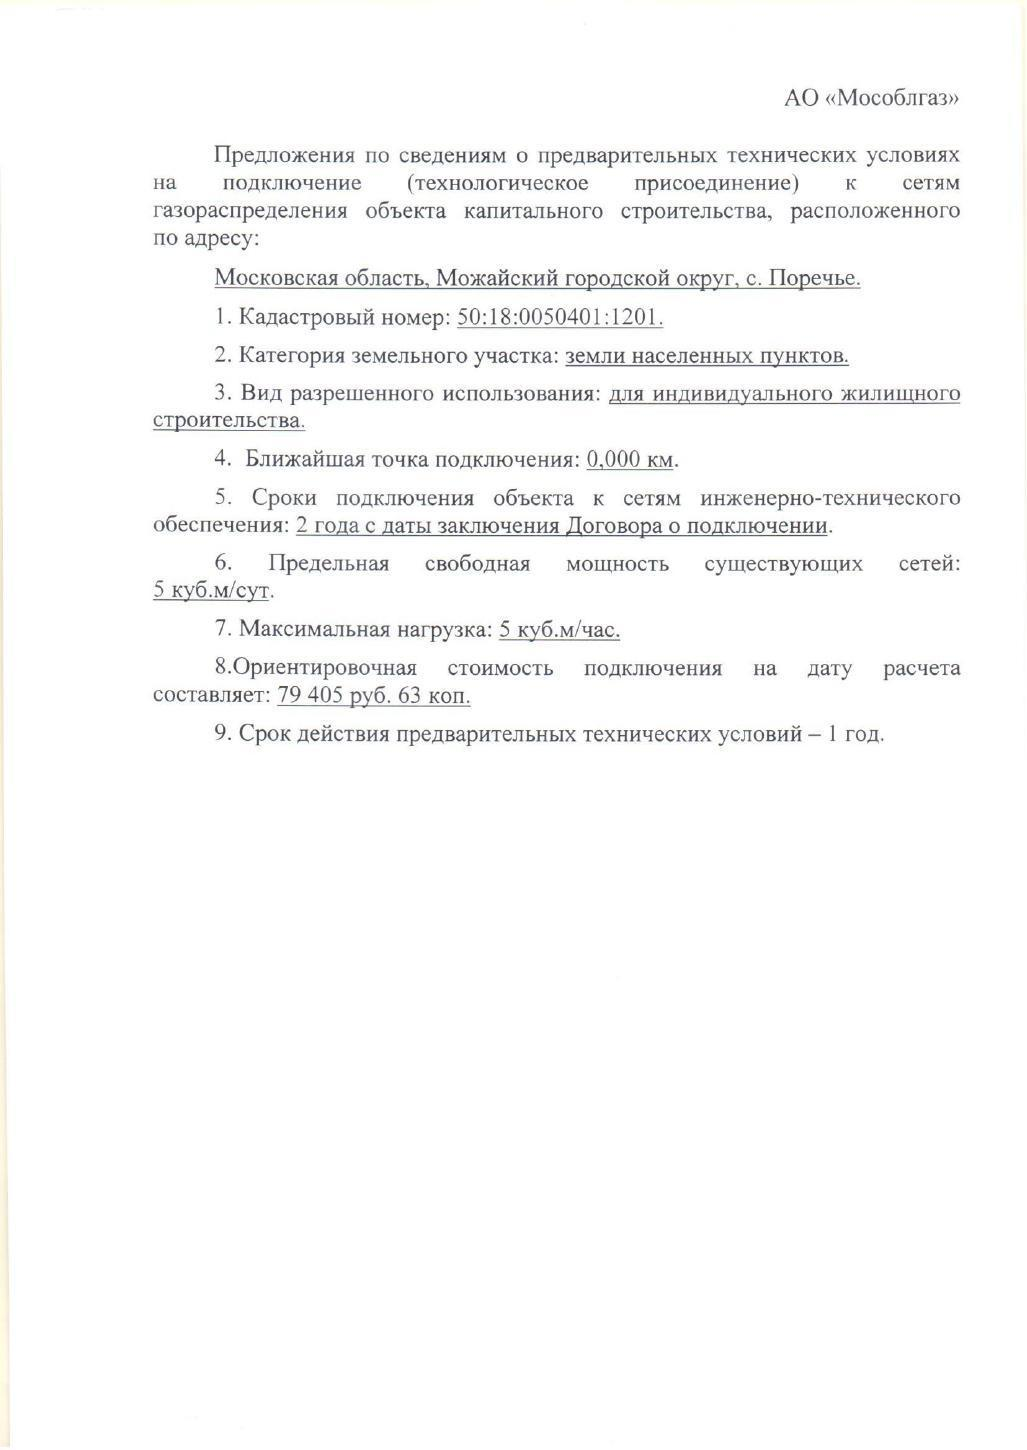 АО «Мособлгаз»
Предложения по сведениям о предварительных технических условиях
на подключение (технологическое присоединение) к сетям
газораспределения объекта капитального строительства, расположенного
по адресу:
Московская область, Можайский городской округ, с. Поречье.
1. Кадастровый номер: 50:18:0050401:1201.
2. Категория земельного участка: земли населенных пунктов.
3. Вид разрешенного использования: для индивидуального жилищного
строительства.
4. Ближайшая точка подключения: 0,000 км.
5. Сроки подключения объекта к сетям инженерно-технического
обеспечения: 2 года с даты заключения Договора о подключении.
6. Предельная свободная мощность существующих сетей:
5 куб.м/сут.
7. Максимальная нагрузка: 5 куб.м/час.
8.Ориентировочная стоимость подключения на дату расчета
составляет: 79 405 руб. 63 коп.
9. Срок действия предварительных технических условий – 1 год.